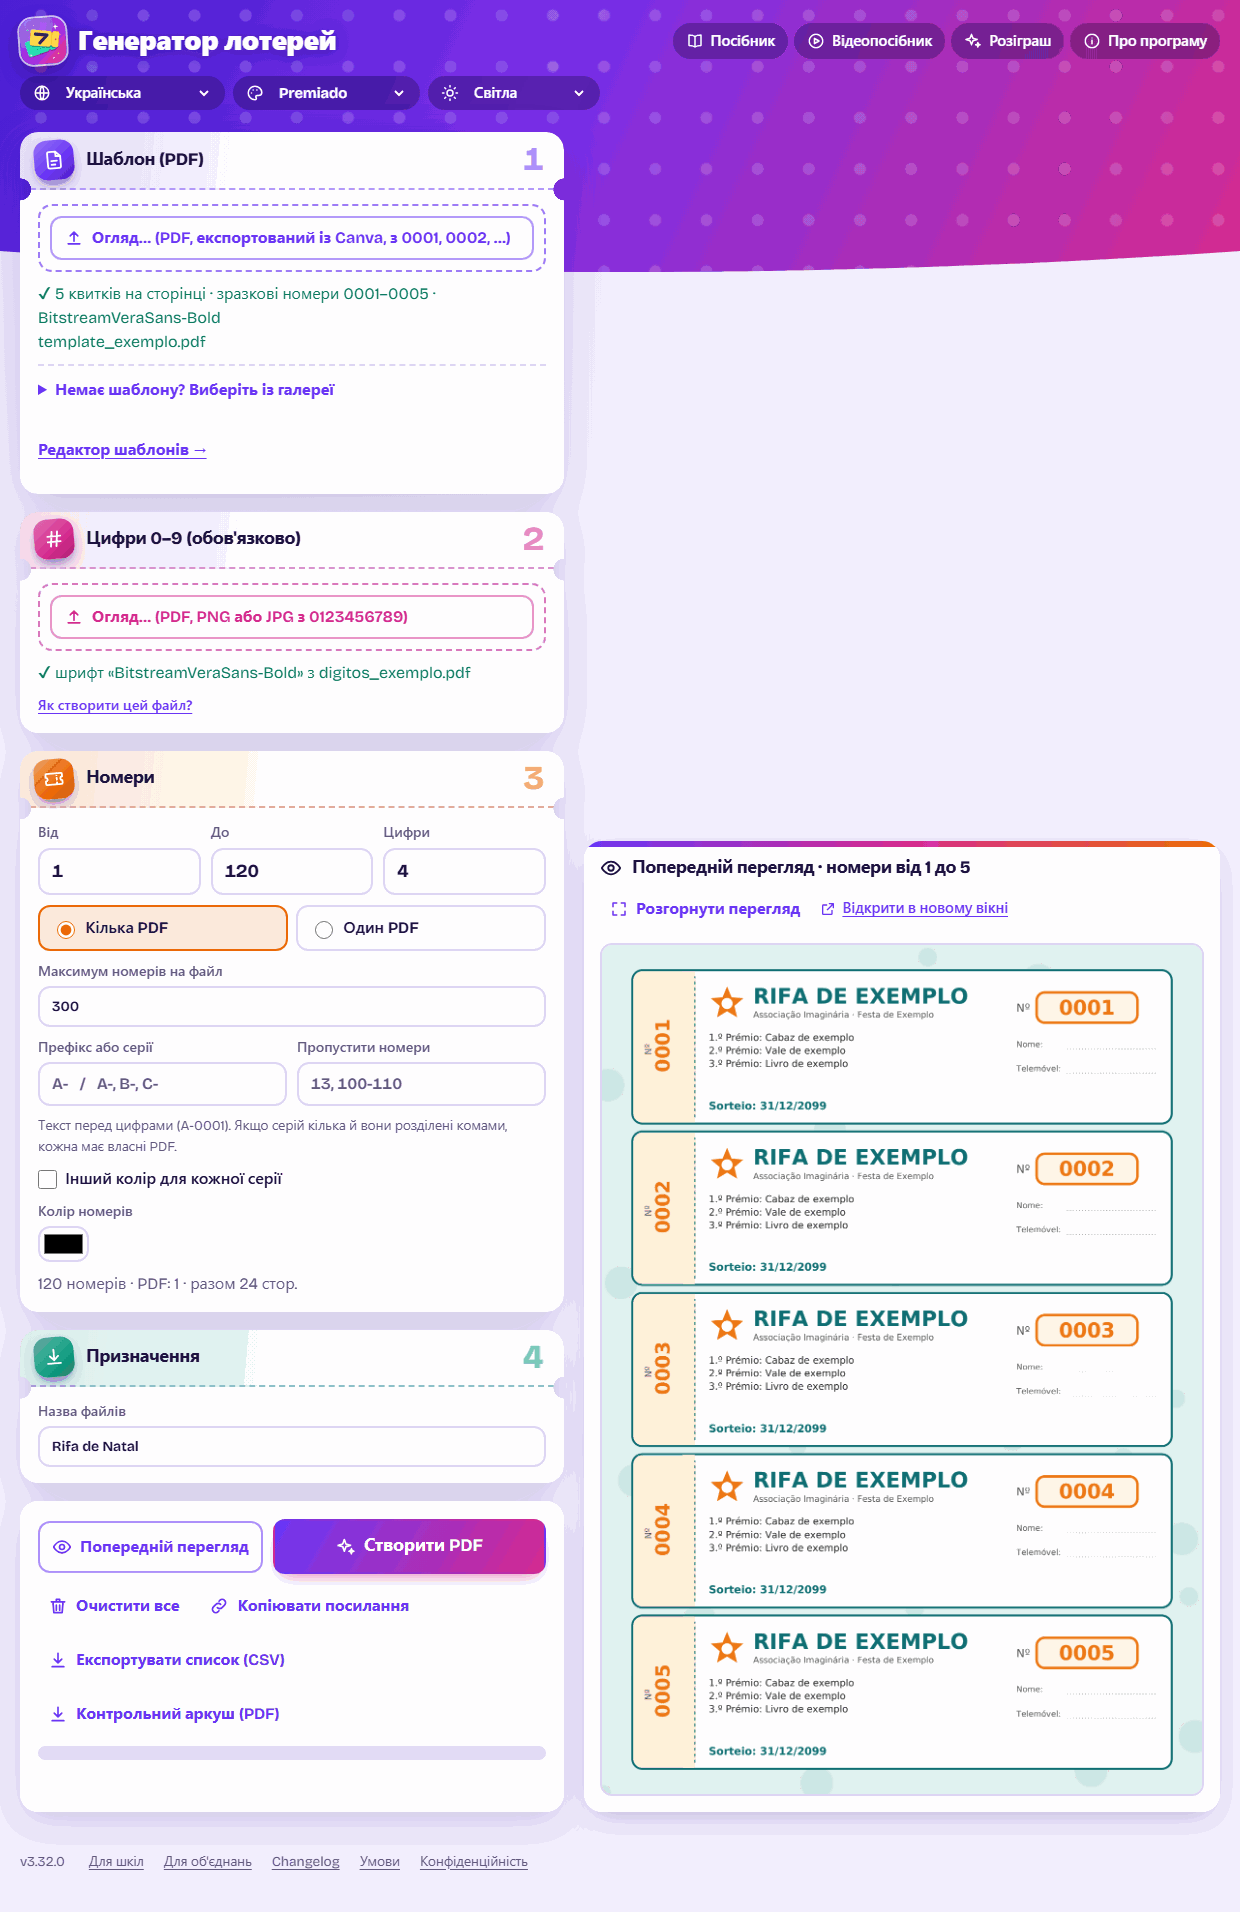 Генератор лотерей
Посібник
Відеопосібник
Розіграш
Про програму
Українська
Premiado
Світла
Шаблон (PDF)
1
Огляд... (PDF, експортований із Canva, з 0001, 0002, ...)
✓ 5 квитків на сторінці · зразкові номери 0001–0005 ·
BitstreamVeraSans-Bold
template_exemplo.pdf
Немає шаблону? Виберіть із галереї
Редактор шаблонів →
Цифри 0–9 (обов'язково)
2
Огляд... (PDF, PNG або JPG з 0123456789)
✓ шрифт «BitstreamVeraSans-Bold» з digitos_exemplo.pdf
Як створити цей файл?
Номери
3
Від
До
Цифри
1
120
4
Кілька PDF
Один PDF
Максимум номерів на файл
300
Префікс або серії
Пропустити номери
A- / A-, B-, C-
13, 100-110
Текст перед цифрами (A-0001). Якщо серій кілька й вони розділені комами,
кожна має власні PDF.
Інший колір для кожної серії
Колір номерів
120 номерів · PDF: 1 · разом 24 стор.
Призначення
4
Назва файлів
Rifa de Natal
Попередній перегляд
Створити PDF
Очистити все
Копіювати посилання
Експортувати список (CSV)
Контрольний аркуш (PDF)
Попередній перегляд · номери від 1 до 5
Розгорнути перегляд
Відкрити в новому вікні
Nº 0001
RIFA DE EXEMPLO
Associação Imaginária · Festa de Exemplo
1.º Prémio: Cabaz de exemplo
2.º Prémio: Vale de exemplo
3.º Prémio: Livro de exemplo
Sorteio: 31/12/2099
Nº 0001
Nome:
Telemóvel:
Nº 0002
RIFA DE EXEMPLO
Associação Imaginária · Festa de Exemplo
1.º Prémio: Cabaz de exemplo
2.º Prémio: Vale de exemplo
3.º Prémio: Livro de exemplo
Sorteio: 31/12/2099
Nº 0002
Nome:
Telemóvel:
Nº 0003
RIFA DE EXEMPLO
Associação Imaginária · Festa de Exemplo
1.º Prémio: Cabaz de exemplo
2.º Prémio: Vale de exemplo
3.º Prémio: Livro de exemplo
Sorteio: 31/12/2099
Nº 0003
Nome:
Telemóvel:
Nº 0004
RIFA DE EXEMPLO
Associação Imaginária · Festa de Exemplo
1.º Prémio: Cabaz de exemplo
2.º Prémio: Vale de exemplo
3.º Prémio: Livro de exemplo
Sorteio: 31/12/2099
Nº 0004
Nome:
Telemóvel:
Nº 0005
RIFA DE EXEMPLO
Associação Imaginária · Festa de Exemplo
1.º Prémio: Cabaz de exemplo
2.º Prémio: Vale de exemplo
3.º Prémio: Livro de exemplo
Sorteio: 31/12/2099
Nº 0005
Nome:
Telemóvel:
v3.32.0
Для шкіл
Для об'єднань
Changelog
Умови
Конфіденційність